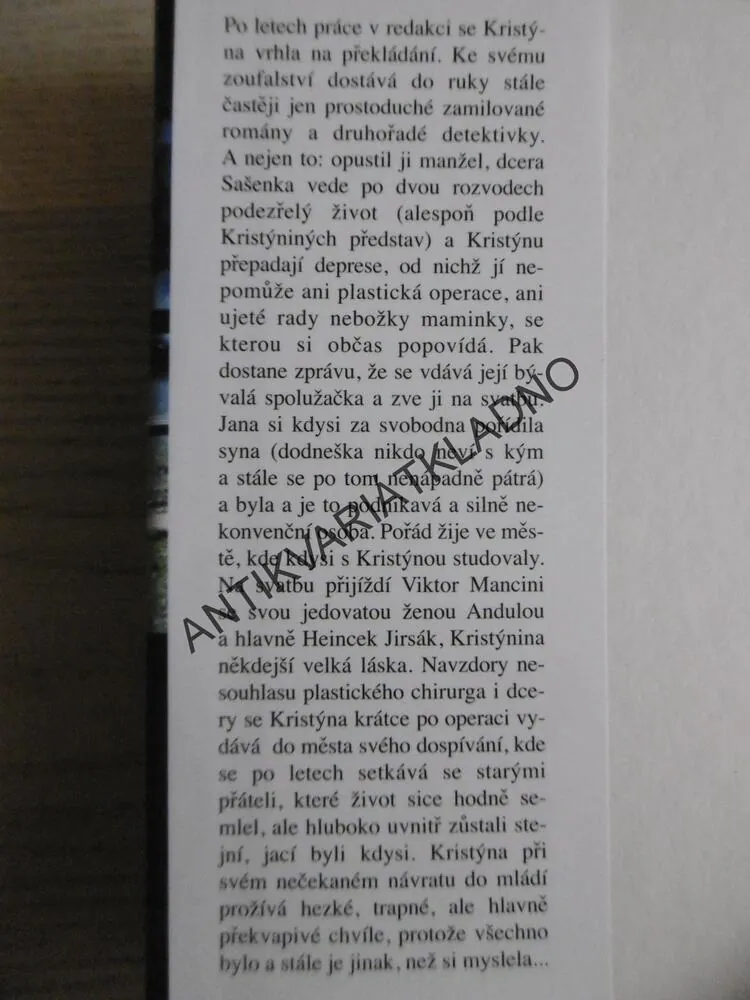 Po letech práce v redakci se Kristý-
na vrhla na překládání. Ke svému
zoufalství dostává do ruky stále
častěji jen prostoduché zamilované
romány a druhořadé detektivky.
A nejen to: opustil ji manžel, dcera
Sašenka vede po dvou rozvodech
podezřelý život (alespoň podle
Kristýniných představ) a Kristýnu
přepadají deprese, od nichž jí ne-
pomůže ani plastická operace, ani
ujeté rady nebožky maminky, se
kterou si občas popovídá. Pak
dostane zprávu, že se vdává její bý-
valá spolužačka a zve ji na svatbu.
Jana si kdysi za svobodna pořídila
syna (dodneška nikdo neví s kým
a stále se po tom nenápadně pátrá)
a byla a je to podnikavá a silně ne-
konvenční osoba. Pořád žije ve měs-
tě, kde kdysi s Kristýnou studovaly.
Na svatbu přijíždí Viktor Mancini
se svou jedovatou ženou Andulou
a hlavně Heincek Jirsák, Kristýnina
někdejší velká láska. Navzdory ne-
souhlasu plastického chirurga i dce-
ry se Kristýna krátce po operaci vy-
dává do města svého dospívání, kde
se po letech setkává se starými
přáteli, které život sice hodně se-
mlel, ale hluboko uvnitř zůstali ste-
jní, jací byli kdysi. Kristýna při
svém nečekaném návratu do mládí
prožívá hezké, trapné, ale hlavně
překvapivé chvíle, protože všechno
bylo a stále je jinak, než si myslela...
ANTIKVARIATKLADNO